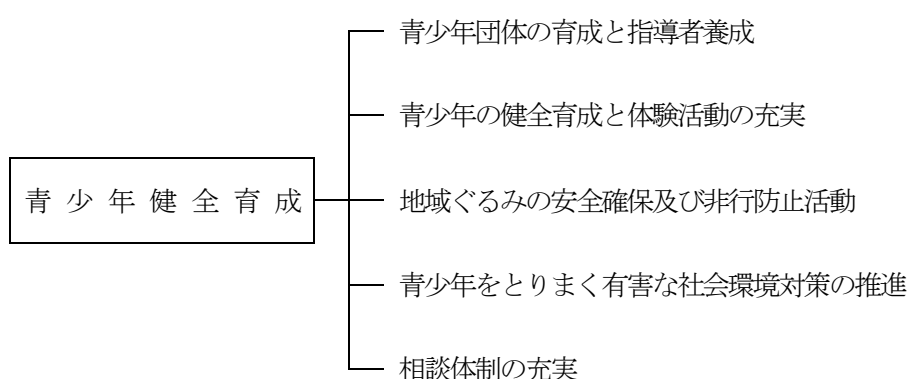 青少年団体の育成と指導者養成
青少年の健全育成と体験活動の充実
青少年健全育成
地域ぐるみの安全確保及び非行防止活動
青少年をとりまく有害な社会環境対策の推進
相談体制の充実